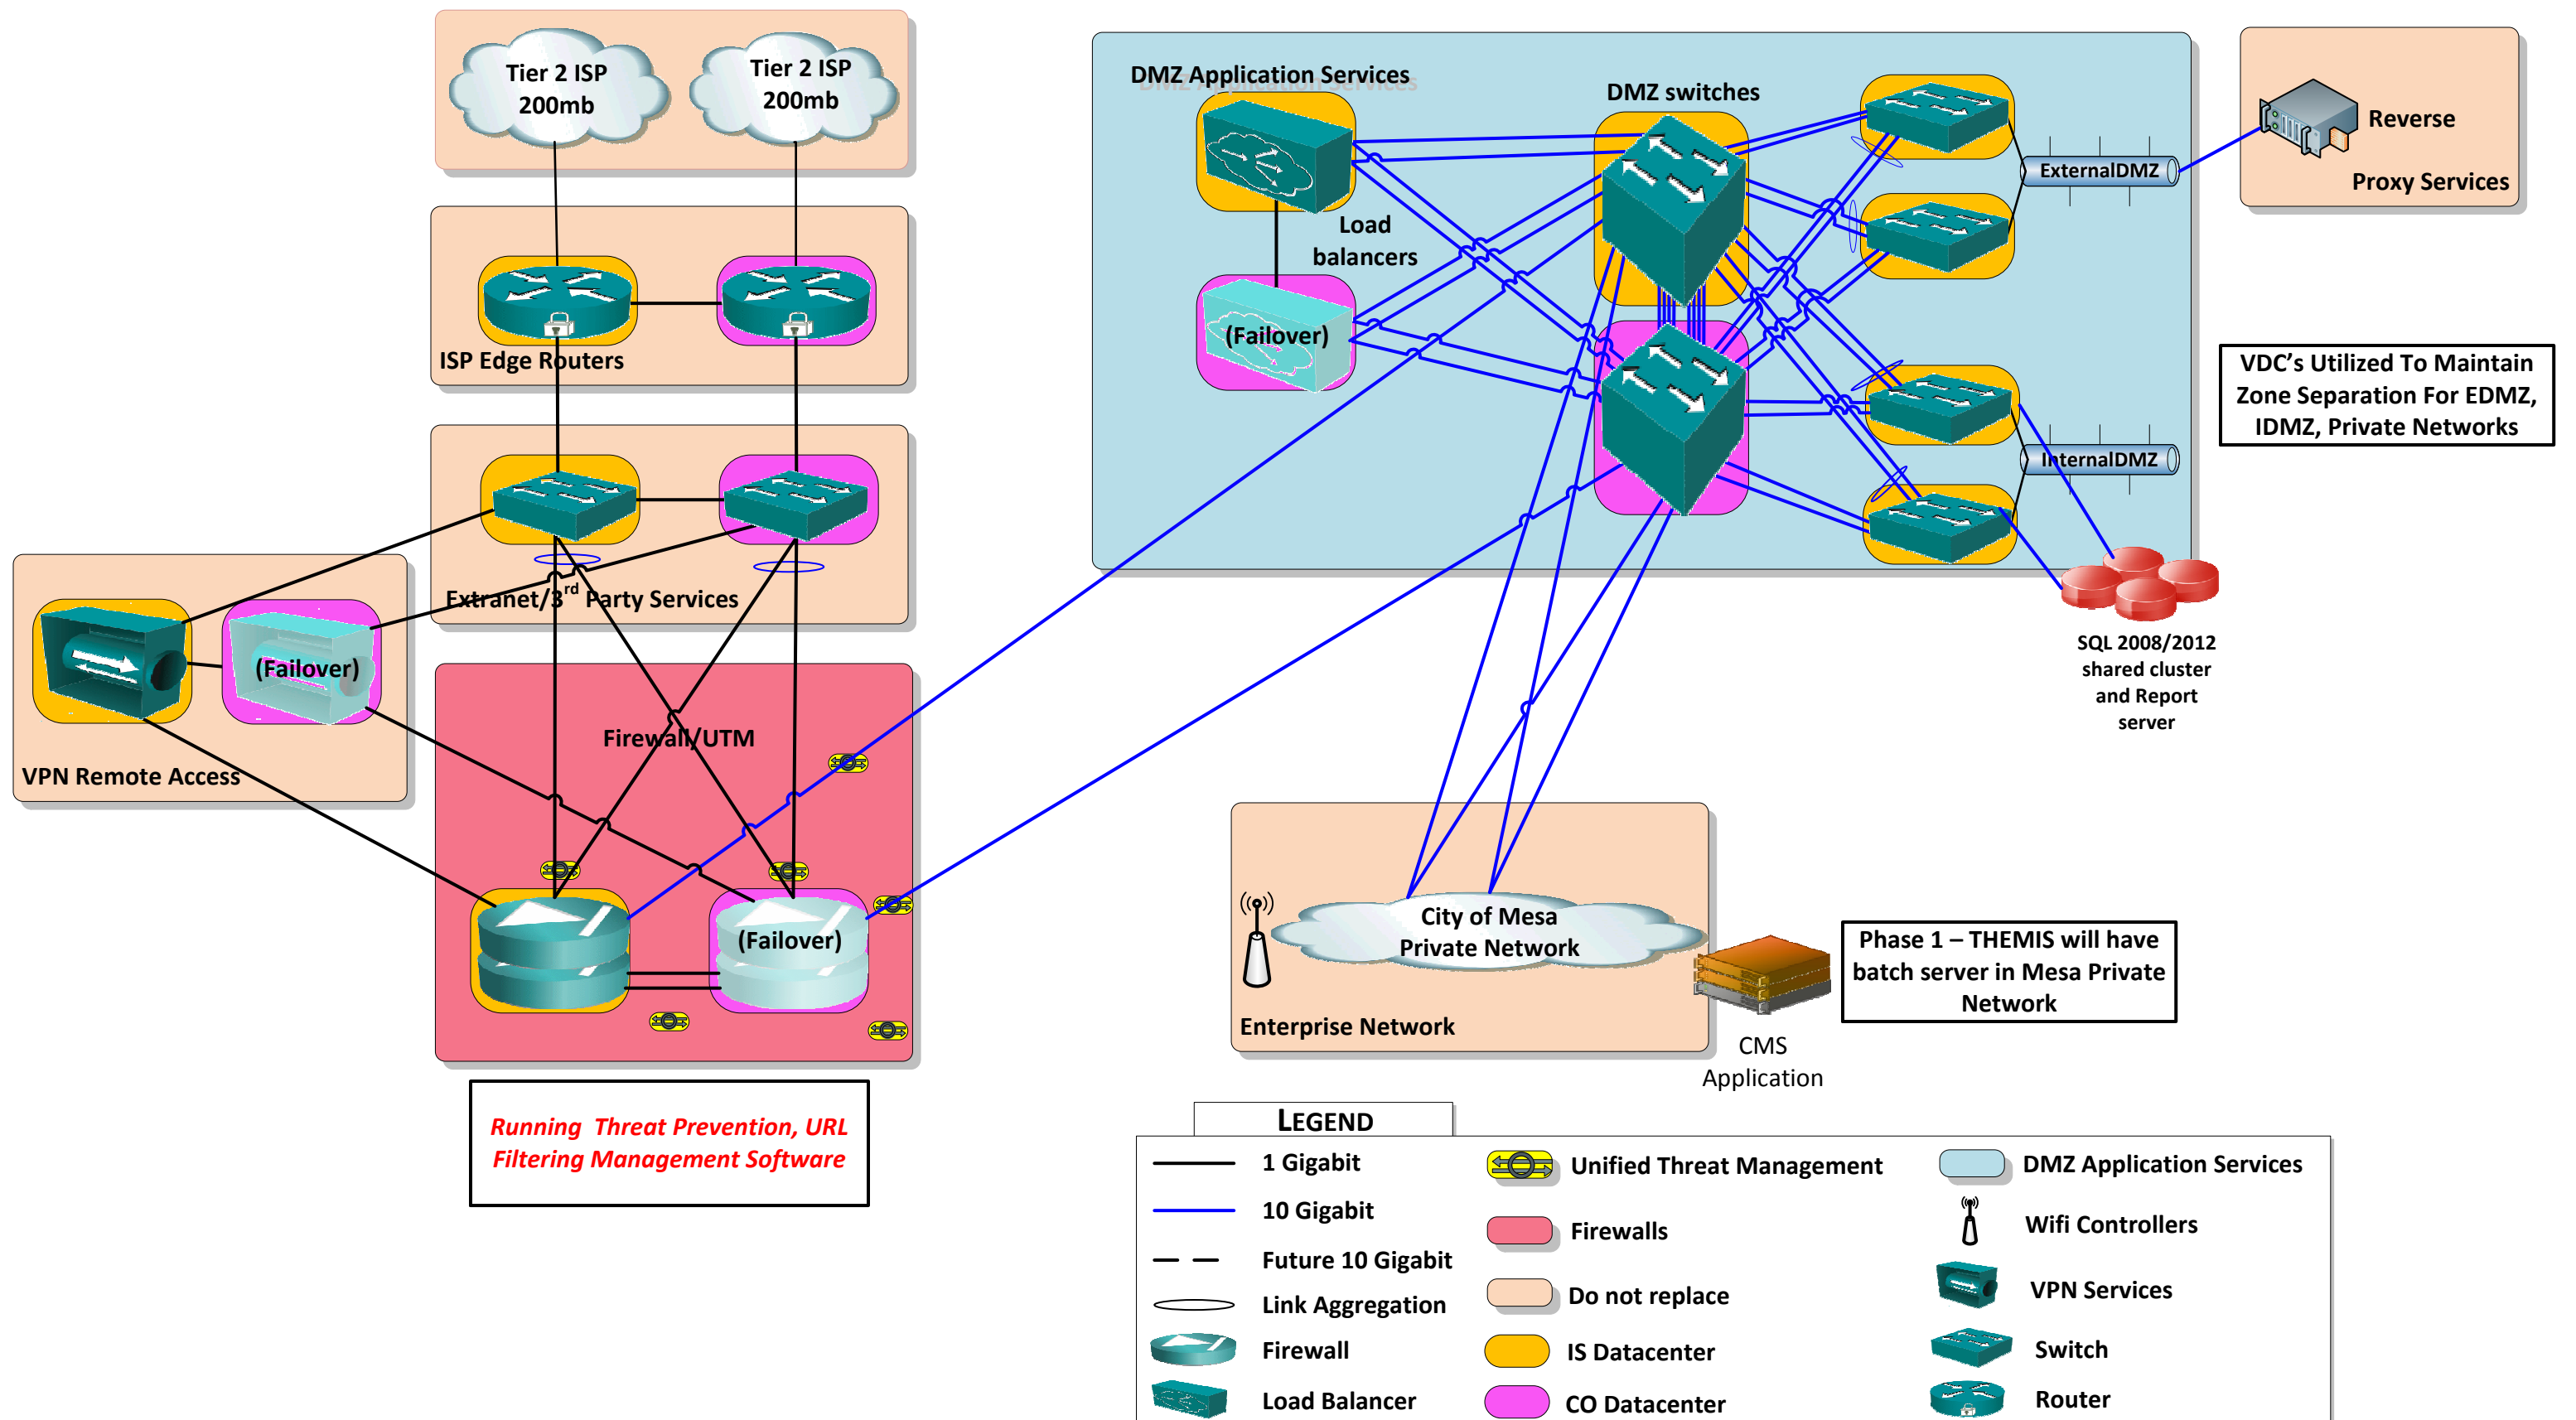 Tier 2 ISP
200mb
Tier 2 ISP
200mb
ISP Edge Routers
Extranet/3rd Party Services
(Failover)
VPN Remote Access
Firewall/UTM
(Failover)
Running Threat Prevention, URL
Filtering Management Software
DMZ Application Services
DMZ switches
Load
balancers
(Failover)
ExternalDMZ
InternalDMZ
Reverse
Proxy Services
VDC's Utilized To Maintain
Zone Separation For EDMZ,
IDMZ, Private Networks
SQL 2008/2012
shared cluster
and Report
server
City of Mesa
Private Network
Enterprise Network
CMS
Application
Phase 1 – THEMIS will have
batch server in Mesa Private
Network
LEGEND
1 Gigabit
10 Gigabit
Future 10 Gigabit
Link Aggregation
Firewall
Load Balancer
Unified Threat Management
Firewalls
Do not replace
IS Datacenter
CO Datacenter
DMZ Application Services
Wifi Controllers
VPN Services
Switch
Router